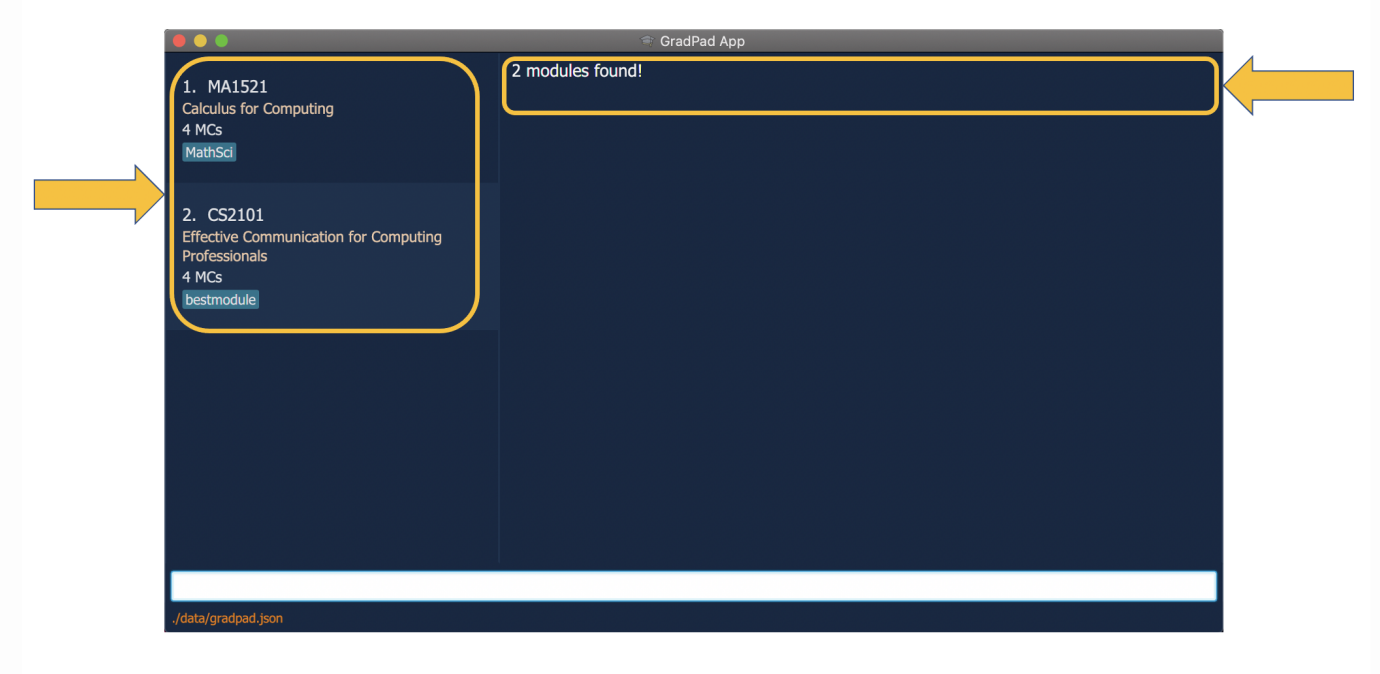 GradPad App
1. MA1521
Calculus for Computing
4 MCs
MathSci
2. CS2101
Effective Communication for Computing
Professionals
4 MCs
bestmodule
2 modules found!
./data/gradpad.json